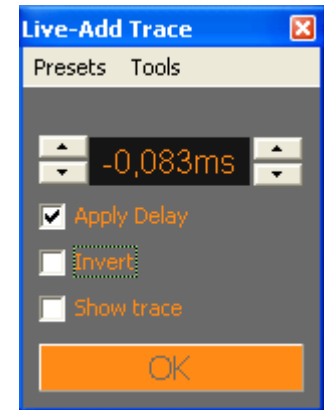 Live-Add Trace
Presets Tools
-0,083ms
Apply Delay
Invert
Show trace
OK